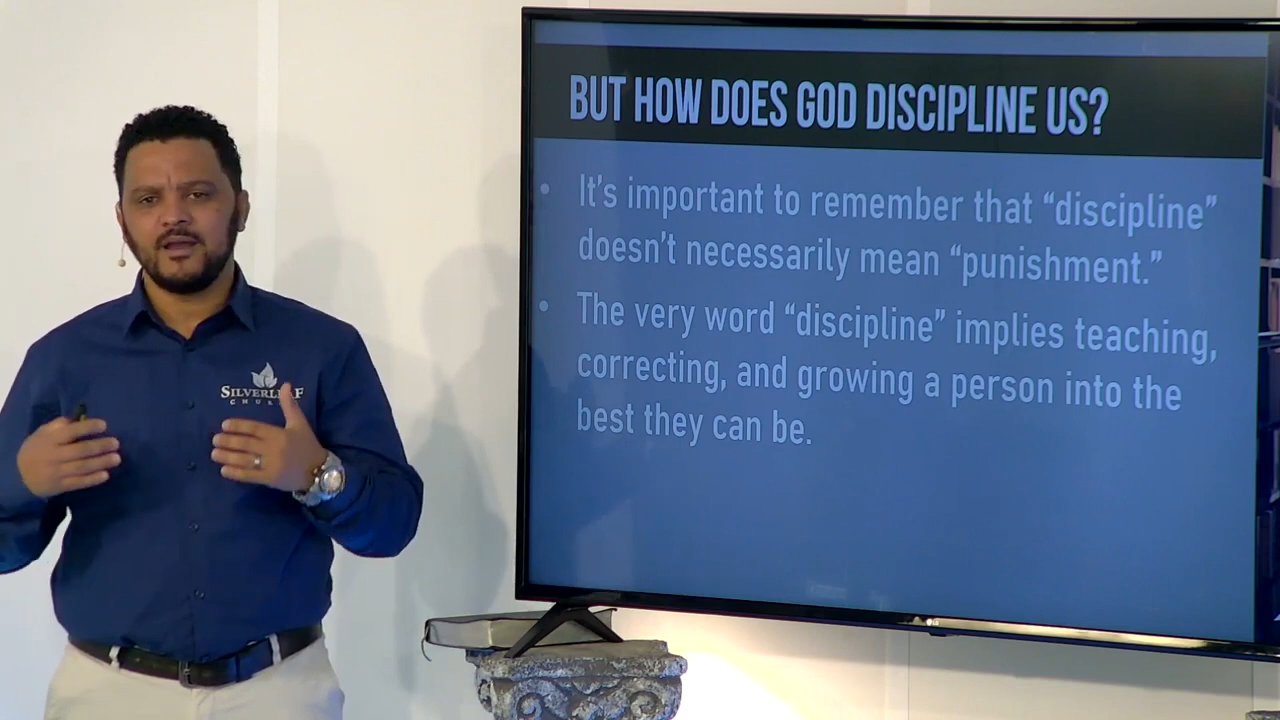 BUT HOW DOES GOD DISCIPLINE US?
• It's important to remember that “discipline”
doesn't necessarily mean “punishment.”
• The very word “discipline” implies teaching,
correcting, and growing a person into the
best they can be.